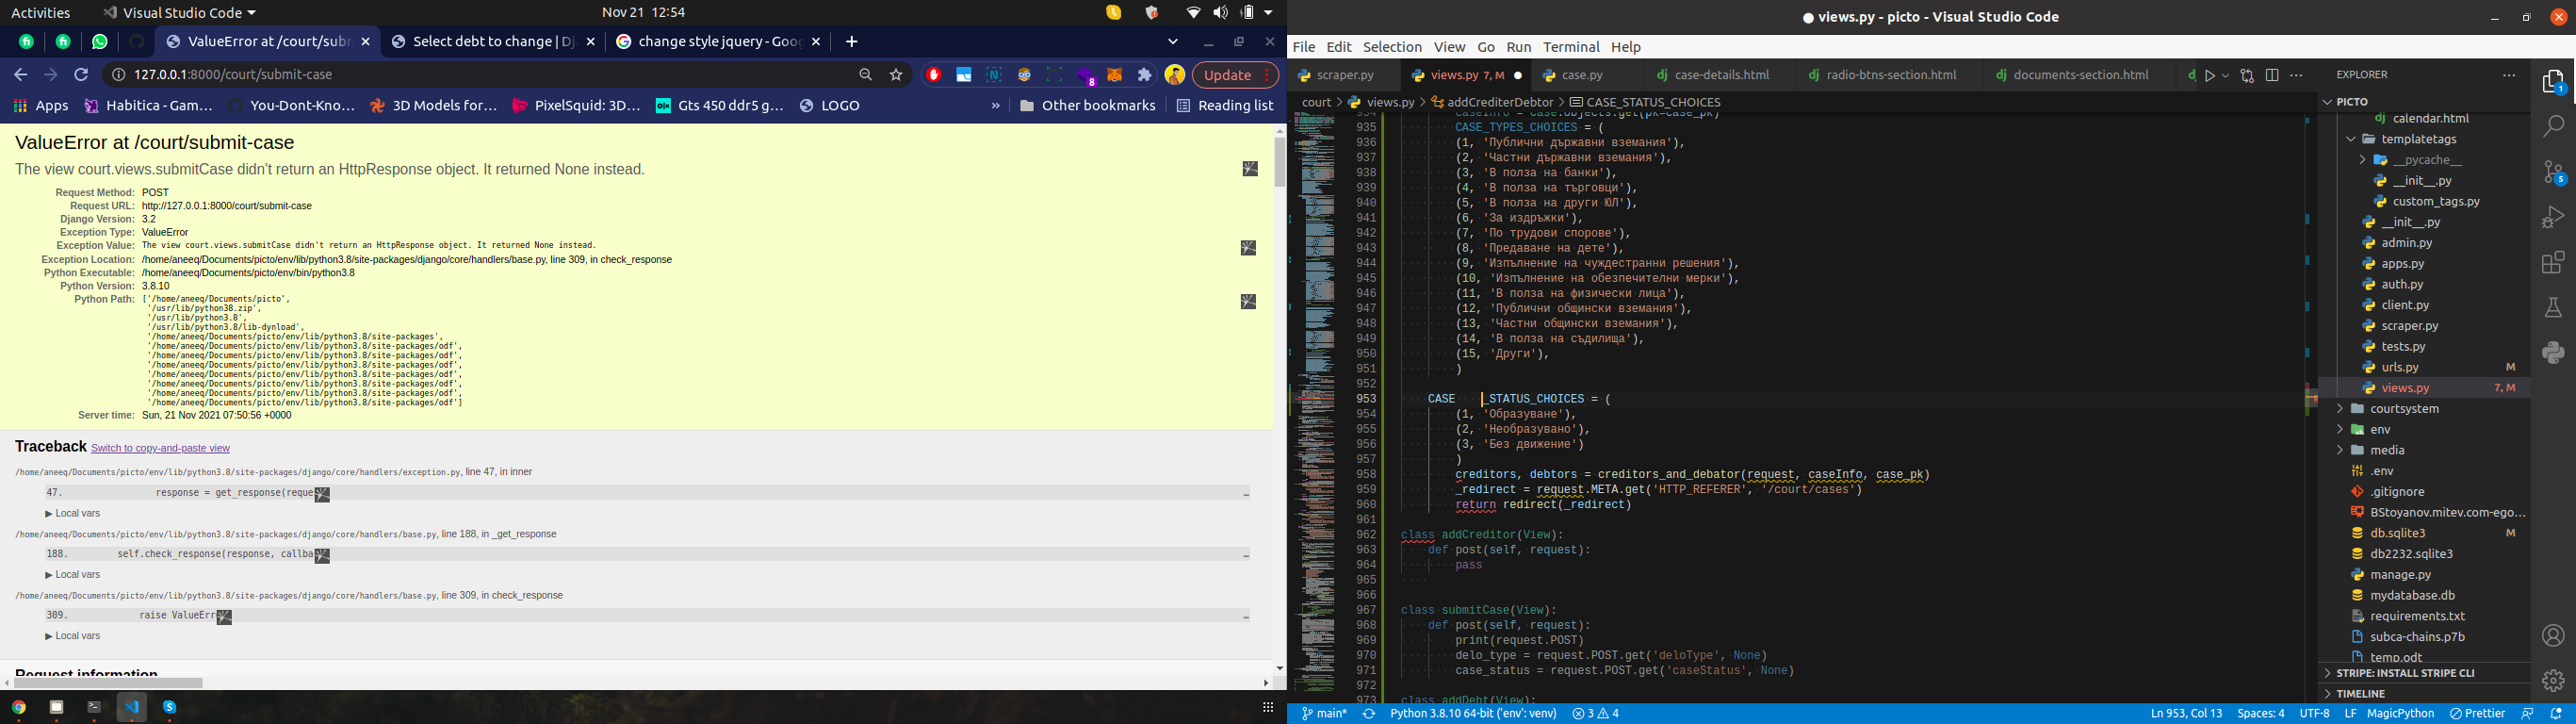 Activities
Visual Studio Code
Nov 21 12:54
ValueError at /court/subm
Select debt to change | Dj
change style jquery - Goog
127.0.0.1:8000/court/submit-case
8
Update
Apps
Habitica - Gam…
You-Dont-Kno…
3D Models for…
PixelSquid: 3D…
Gts 450 ddr5 g…
LOGO
»
Other bookmarks
Reading list
ValueError at /court/submit-case
The view court.views.submitCase didn't return an HttpResponse object. It returned None instead.
Request Method: POST
Request URL: http://127.0.0.1:8000/court/submit-case
Django Version: 3.2
Exception Type: ValueError
Exception Value: The view court.views.submitCase didn't return an HttpResponse object. It returned None instead.
Exception Location: /home/aneeq/Documents/picto/env/lib/python3.8/site-packages/django/core/handlers/base.py, line 309, in check_response
Python Executable: /home/aneeq/Documents/picto/env/bin/python3.8
Python Version: 3.8.10
Python Path: ['/home/aneeq/Documents/picto',
'/usr/lib/python38.zip',
'/usr/lib/python3.8',
'/usr/lib/python3.8/lib-dynload',
'/home/aneeq/Documents/picto/env/lib/python3.8/site-packages',
'/home/aneeq/Documents/picto/env/lib/python3.8/site-packages/odf',
'/home/aneeq/Documents/picto/env/lib/python3.8/site-packages/odf',
'/home/aneeq/Documents/picto/env/lib/python3.8/site-packages/odf',
'/home/aneeq/Documents/picto/env/lib/python3.8/site-packages/odf',
'/home/aneeq/Documents/picto/env/lib/python3.8/site-packages/odf',
'/home/aneeq/Documents/picto/env/lib/python3.8/site-packages/odf',
'/home/aneeq/Documents/picto/env/lib/python3.8/site-packages/odf']
Server time: Sun, 21 Nov 2021 07:50:56 +0000
Traceback Switch to copy-and-paste view
/home/aneeq/Documents/picto/env/lib/python3.8/site-packages/django/core/handlers/exception.py, line 47, in inner
47. response = get_response(reque
▶ Local vars
/home/aneeq/Documents/picto/env/lib/python3.8/site-packages/django/core/handlers/base.py, line 188, in _get_response
188. self.check_response(response, callba
▶ Local vars
/home/aneeq/Documents/picto/env/lib/python3.8/site-packages/django/core/handlers/base.py, line 309, in check_response
309. raise ValueErr
▶ Local vars
Request information
● views.py - picto - Visual Studio Code
File Edit Selection View Go Run Terminal Help
scraper.py
views.py 7, M
case.py
case-details.html
radio-btns-section.html
documents-section.html
court > views.py > addCrediterDebtor > CASE_STATUS_CHOICES
934 caseInfo = Case.objects.get(pk=case_pk)
935 CASE_TYPES_CHOICES = (
936 (1, 'Публични държавни вземания'),
937 (2, 'Частни държавни вземания'),
938 (3, 'В полза на банки'),
939 (4, 'В полза на търговци'),
940 (5, 'В полза на други ЮЛ'),
941 (6, 'За издръжки'),
942 (7, 'По трудови спорове'),
943 (8, 'Предаване на дете'),
944 (9, 'Изпълнение на чуждестранни решения'),
945 (10, 'Изпълнение на обезпечителни мерки'),
946 (11, 'В полза на физически лица'),
947 (12, 'Публични общински вземания'),
948 (13, 'Частни общински вземания'),
949 (14, 'В полза на съдилища'),
950 (15, 'Други'),
951 )
952
953 CASE _STATUS_CHOICES = (
954 (1, 'Образуване'),
955 (2, 'Необразувано'),
956 (3, 'Без движение')
957 )
958 creditors, debtors = creditors_and_debator(request, caseInfo, case_pk)
959 _redirect = request.META.get('HTTP_REFERER', '/court/cases')
960 return redirect(_redirect)
961
962 class addCreditor(View):
963 def post(self, request):
964 pass
965
966
967 class submitCase(View):
968 def post(self, request):
969 print(request.POST)
970 delo_type = request.POST.get('deloType', None)
971 case_status = request.POST.get('caseStatus', None)
972
973 class addDebt(View):
EXPLORER
PICTO
calendar.html
templatetags
__pycache__
__init__.py
custom_tags.py
__init__.py
admin.py
apps.py
auth.py
client.py
scraper.py
tests.py
urls.py M
views.py 7, M
courtsystem
env
media
.env
.gitignore
BStoyanov.mitev.com-ego...
db.sqlite3 M
db2232.sqlite3
manage.py
mydatabase.db
requirements.txt
subca-chains.p7b
temp.odt
STRIPE: INSTALL STRIPE CLI
TIMELINE
1
5
main*
Python 3.8.10 64-bit ('env': venv)
3 4
Ln 953, Col 13
Spaces: 4
UTF-8
LF
MagicPython
Prettier